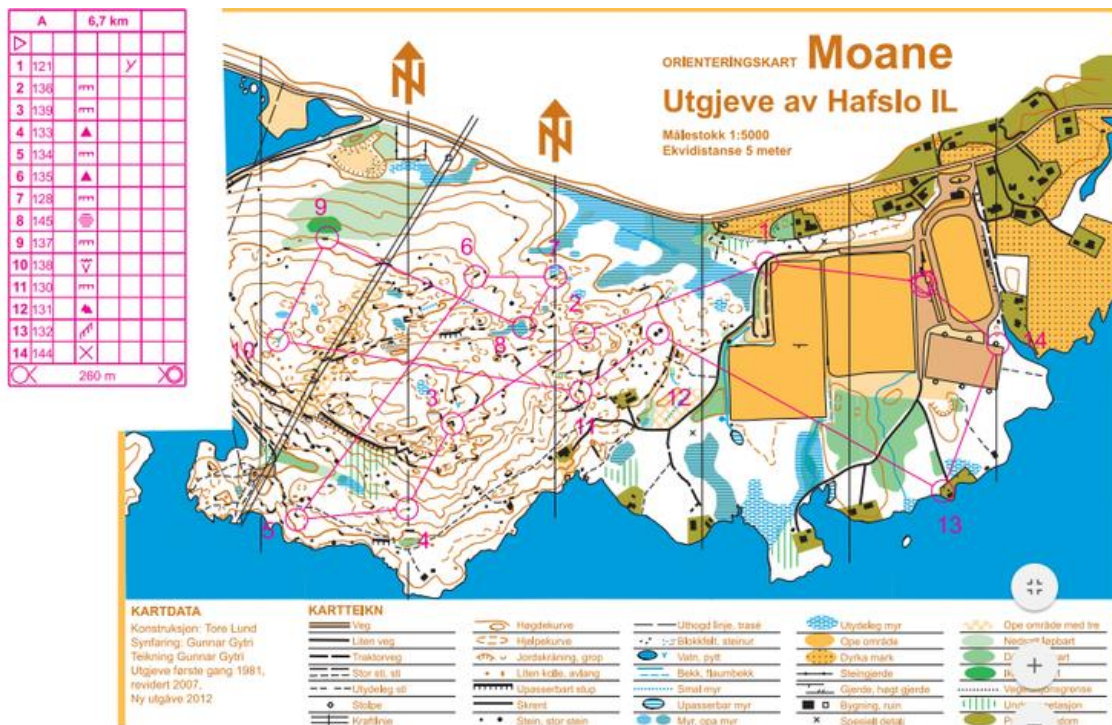 A 6,7 km
1 121
2 136
3 139
4 133
5 134
6 135
7 128
8 145
9 137
10 138
11 130
12 131
13 132
14 144
260 m
N
N
ORIENTERINGSKART Moane
Utgjeve av Hafslo IL
Målestokk 1:5000
Ekvidistanse 5 meter
9
6
7
1
2
10
8
14
3
12
11
5
4
13
KARTDATA
Konstruksjon: Tore Lund
Synfaring: Gunnar Gytri
Teikning Gunnar Gytri
Utgjeve første gang 1981,
revidert 2007,
Ny utgåve 2012
KARTTEIKN
Veg
Liten veg
Traktorveg
Stor sti, sti
Utydeleg sti
Stolpe
Kraftlinje
Høgdekurve
Hjelpekurve
Jordskråning, grop
Liten kolle, avlang
Upasserbart stup
Skrent
Stein, stor stein
Uthogd linje, trasé
Blokkfelt, steinur
Vatn, pytt
Bekk, flaumbekk
Smal myr
Upasserbar myr
Myr, opa myr
Utydeleg myr
Ope område
Dyrka mark
Steingjerde
Gjerde, høgt gjerde
Bygning, ruin
Spesiell detalj
Ope område med tre